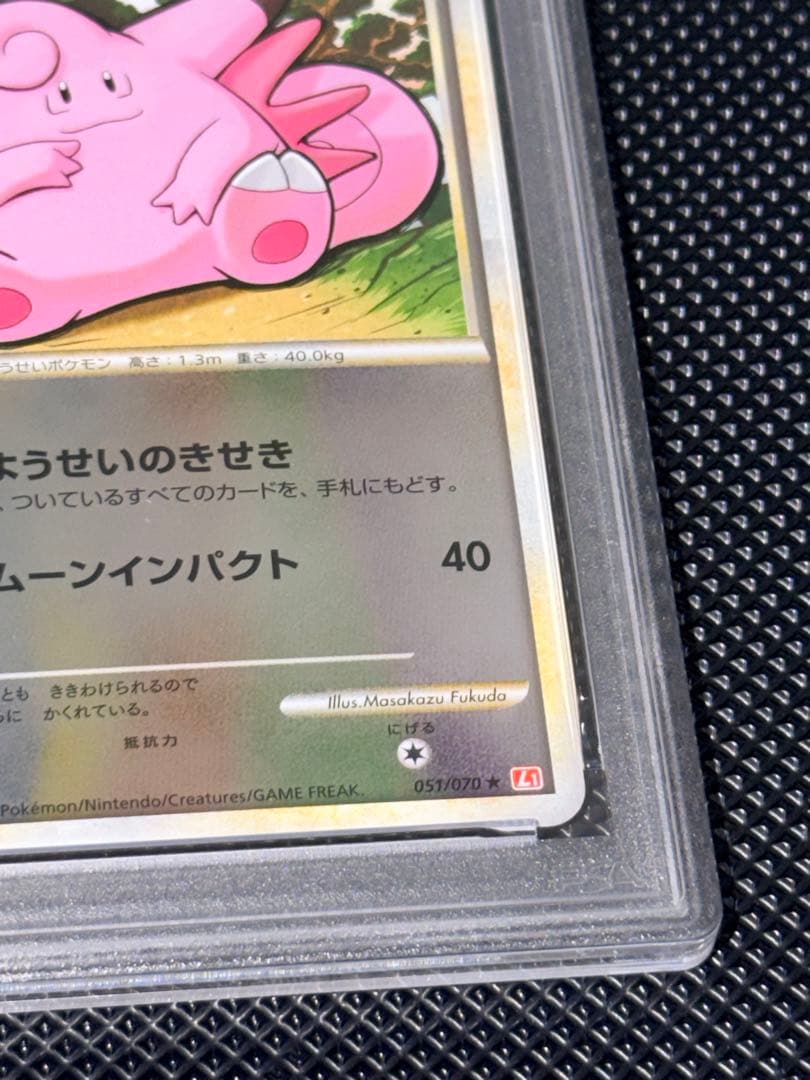 うせいポケモン 高さ：1.3m 重さ：40.0kg
ようせいのきせき
、ついているすべてのカードを、手札にもどす。
ムーンインパクト 40
とも ききわけられるので
に かくれている。
Illus.Masakazu Fukuda
抵抗力
にげる
Pokémon/Nintendo/Creatures/GAME FREAK.
051/070 ★ L1